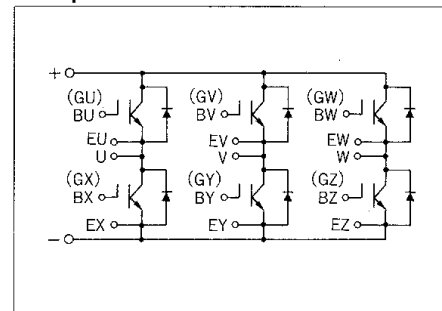 +
(GU) (GV) (GW)
BU BV BW
EU EV EW
U V W
(GX) (GY) (GZ)
BX BY BZ
EX EY EZ
−